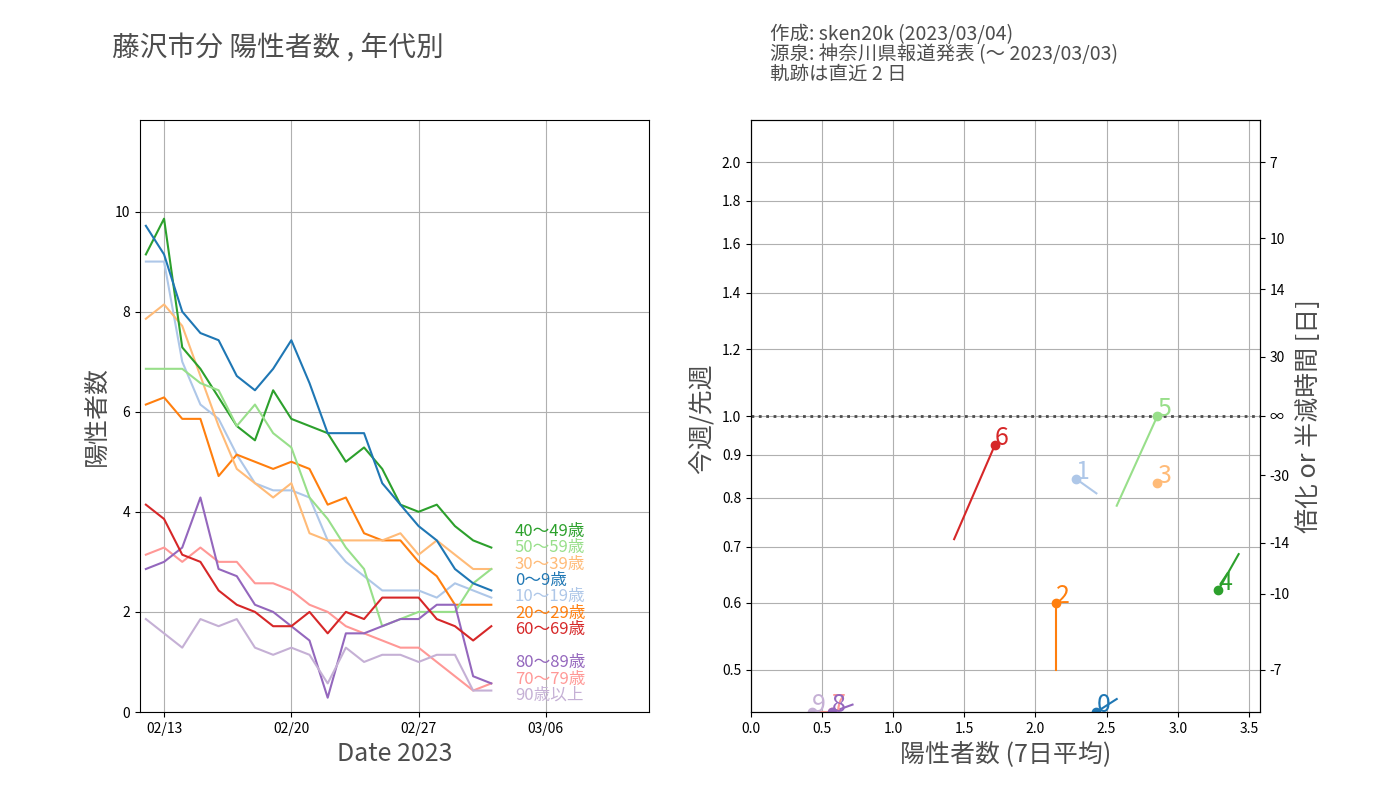 藤沢市分 陽性者数 , 年代別
作成: sken20k (2023/03/04)
源泉: 神奈川県報道発表 (～ 2023/03/03)
軌跡は直近 2 日
陽性者数
10
8
6
4
2
0
02/13
02/20
02/27
03/06
Date 2023
40～49歳
50～59歳
30～39歳
0～9歳
10～19歳
20～29歳
60～69歳
80～89歳
70～79歳
90歳以上
今週/先週
2.0
1.8
1.6
1.4
1.2
1.0
0.9
0.8
0.7
0.6
0.5
5
6
1
3
4
2
9
7
8
0
0.0
0.5
1.0
1.5
2.0
2.5
3.0
3.5
陽性者数 (7日平均)
7
10
14
30
∞
-30
-14
-10
-7
倍化 or 半減時間 [日]